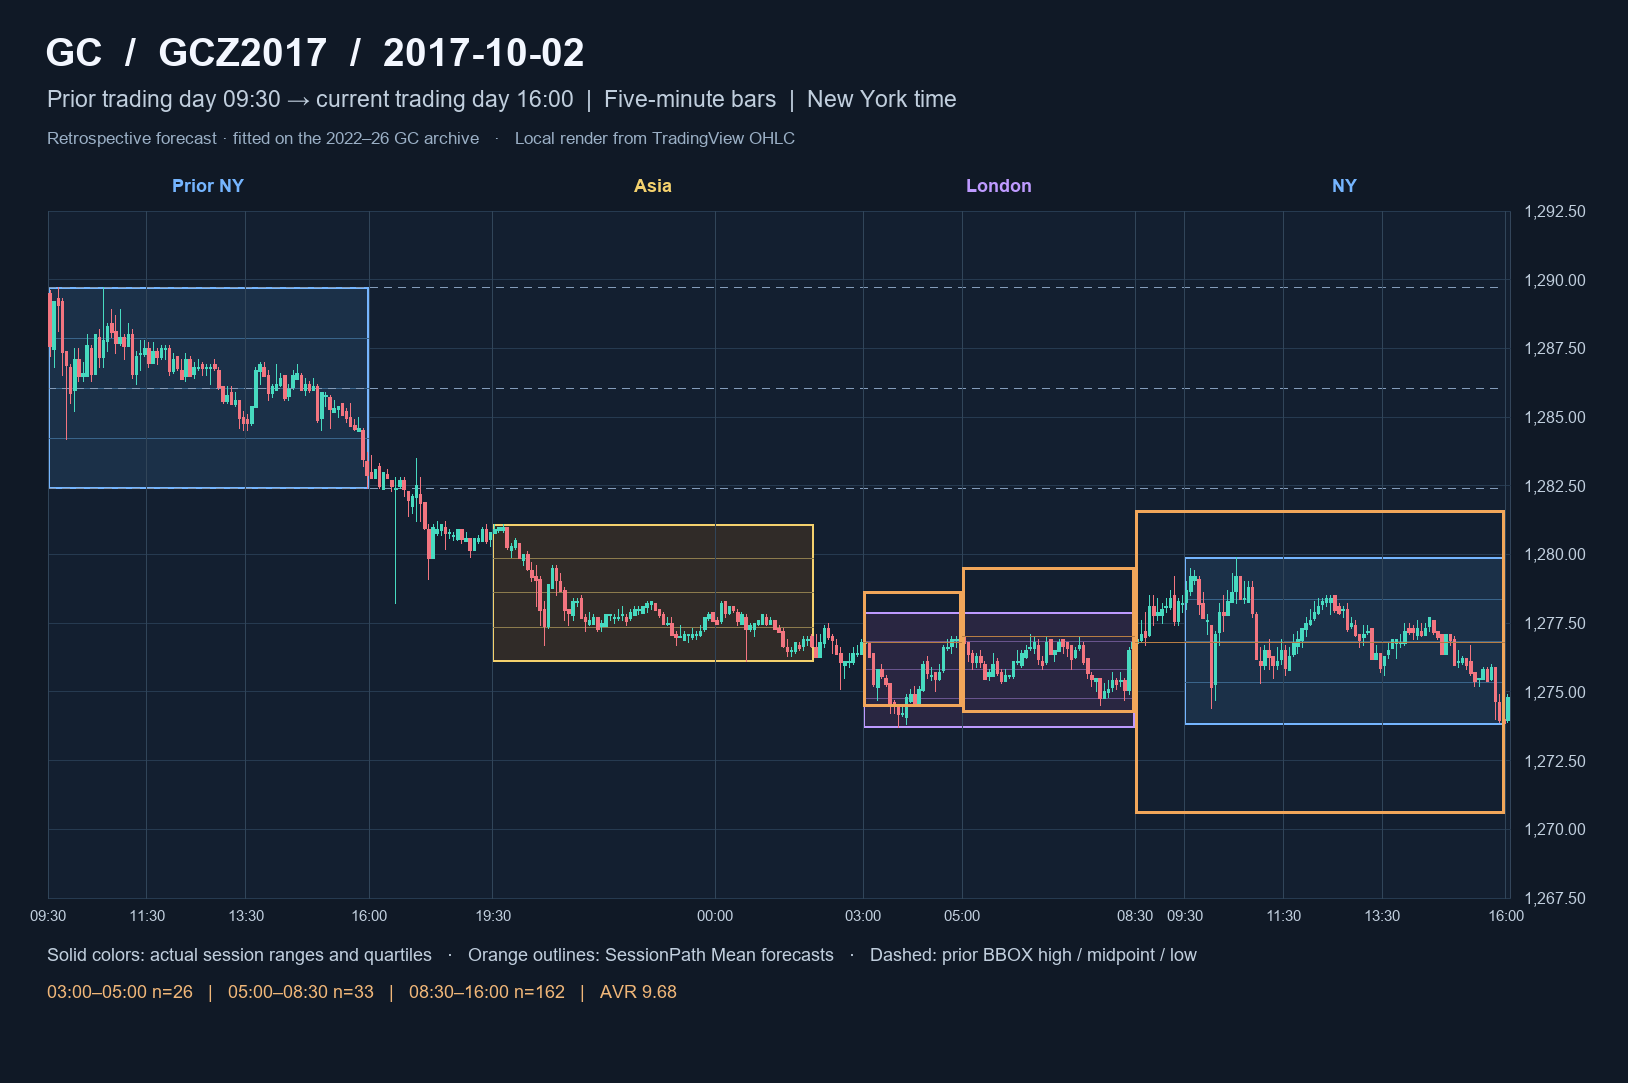 GC / GCZ2017 / 2017-10-02
Prior trading day 09:30 → current trading day 16:00 | Five-minute bars | New York time
Retrospective forecast · fitted on the 2022–26 GC archive · Local render from TradingView OHLC
Prior NY Asia London NY
1,292.50
1,290.00
1,287.50
1,285.00
1,282.50
1,280.00
1,277.50
1,275.00
1,272.50
1,270.00
1,267.50
09:30 11:30 13:30 16:00 19:30 00:00 03:00 05:00 08:30 09:30 11:30 13:30 16:00
Solid colors: actual session ranges and quartiles · Orange outlines: SessionPath Mean forecasts · Dashed: prior BBOX high / midpoint / low
03:00–05:00 n=26 | 05:00–08:30 n=33 | 08:30–16:00 n=162 | AVR 9.68